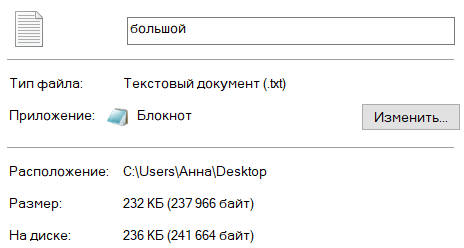 большой
Тип файла: Текстовый документ (.txt)
Приложение: Блокнот Изменить...
Расположение: C:\Users\Анна\Desktop
Размер: 232 КБ (237 966 байт)
На диске: 236 КБ (241 664 байт)